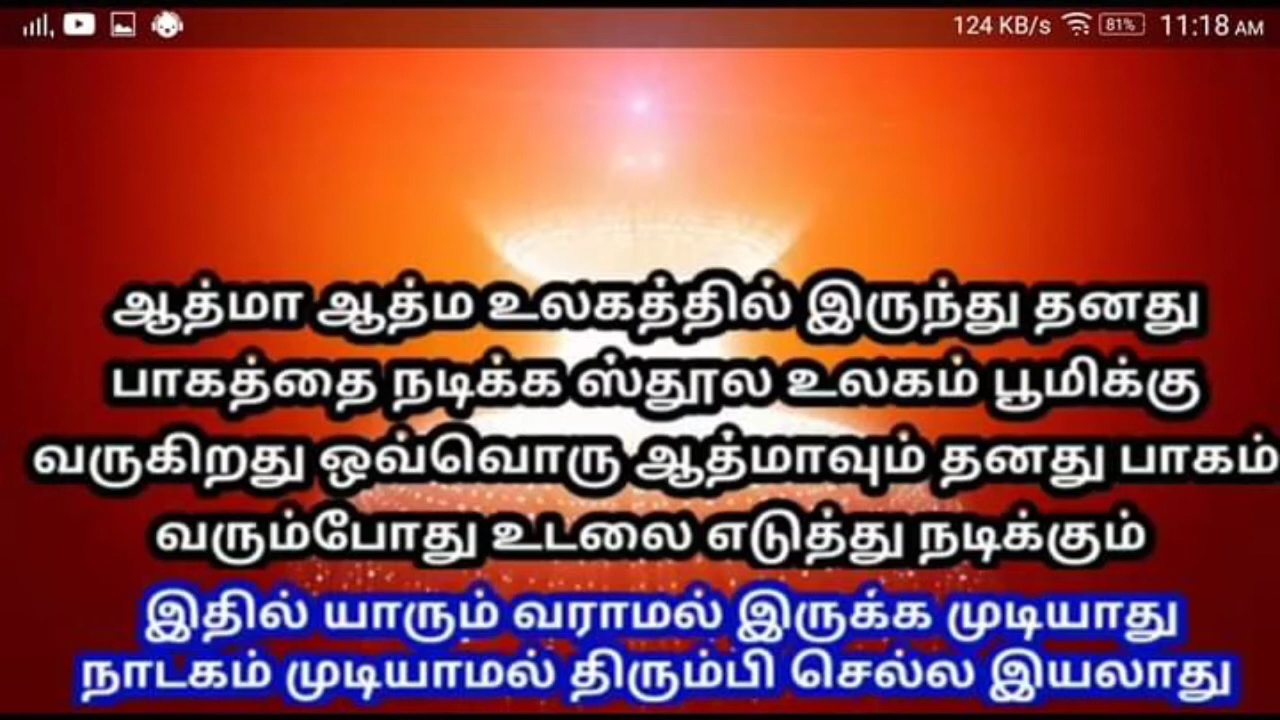 124 KB/s 81% 11:18 AM
ஆத்மா ஆத்ம உலகத்தில் இருந்து தனது
பாகத்தை நடிக்க ஸ்தூல உலகம் பூமிக்கு
வருகிறது ஒவ்வொரு ஆத்மாவும் தனது பாகம்
வரும்போது உடலை எடுத்து நடிக்கும்
இதில் யாரும் வராமல் இருக்க முடியாது
நாடகம் முடியாமல் திரும்பி செல்ல இயலாது